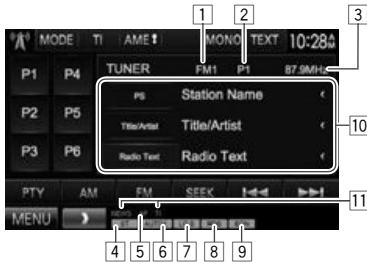 1 2 3
MODE TI AME MONO TEXT 10:28
P1 P4 TUNER FM1 P1 87.9MHz
PS Station Name
P2 P5 Title/Artist Title/Artist 10
P3 P6 Radio Text Radio Text
PTY AM FM SEEK
11
MENU NEWS AF TI
4 5 6 7 8 9